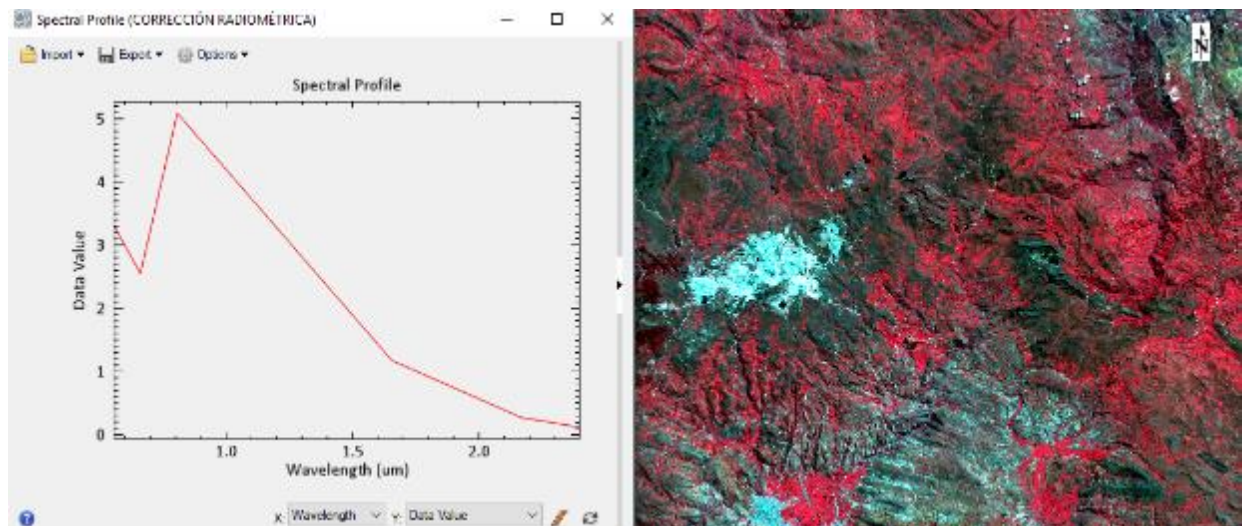 Spectral Profile (CORRECCIÓN RADIOMÉTRICA)
Import Export Options
Spectral Profile
5
4
3
2
1
0
Data Value
1.0 1.5 2.0
Wavelength (um)
X: Wavelength Y: Data Value
N